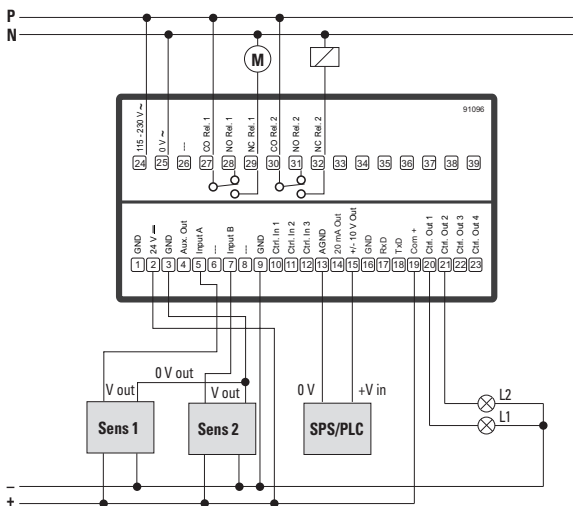 P
N
M
91096
115 - 230 V ~
0 V ~
---
CO Rel. 1
NO Rel. 1
NC Rel. 1
CO Rel. 2
NO Rel. 2
NC Rel. 2
24 25 26 27 28 29 30 31 32 33 34 35 36 37 38 39
GND
24 V
GND
Aux. Out
Input A
---
Input B
---
GND
Ctrl. In 1
Ctrl. In 2
Ctrl. In 3
AGND
20 mA Out
+/- 10 V Out
GND
RxD
TxD
Com +
Ctrl. Out 1
Ctrl. Out 2
Ctrl. Out 3
Ctrl. Out 4
1 2 3 4 5 6 7 8 9 10 11 12 13 14 15 16 17 18 19 20 21 22 23
0 V out
V out
V out
0 V
+V in
L2
L1
Sens 1
Sens 2
SPS/PLC
–
+